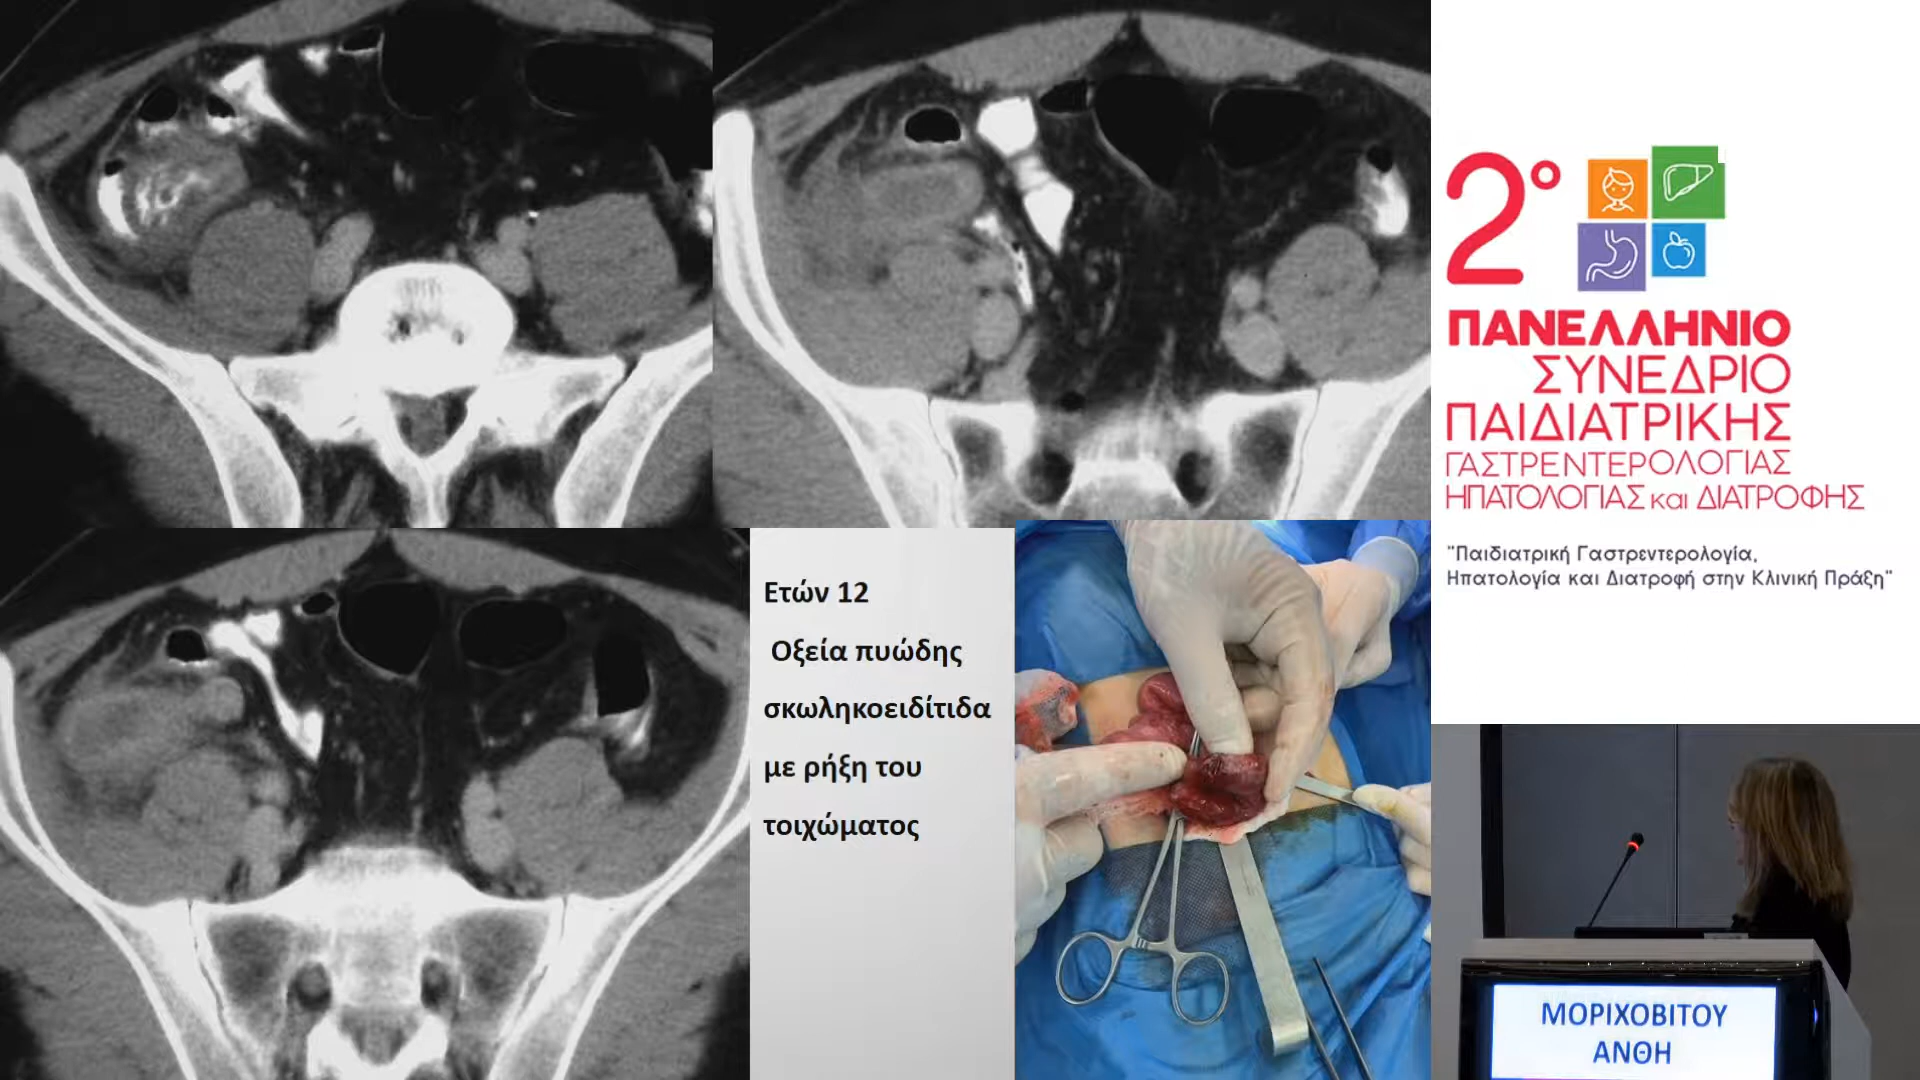 Ετών 12
Οξεία πυώδης
σκωληκοειδίτιδα
με ρήξη του
τοιχώματος
2ο
ΠΑΝΕΛΛΗΝΙΟ
ΣΥΝΕΔΡΙΟ
ΠΑΙΔΙΑΤΡΙΚΗΣ
ΓΑΣΤΡΕΝΤΕΡΟΛΟΓΙΑΣ
ΗΠΑΤΟΛΟΓΙΑΣ και ΔΙΑΤΡΟΦΗΣ
"Παιδιατρική Γαστρεντερολογία,
Ηπατολογία και Διατροφή στην Κλινική Πράξη"
ΜΟΡΙΧΟΒΙΤΟΥ
ΑΝΘΗ